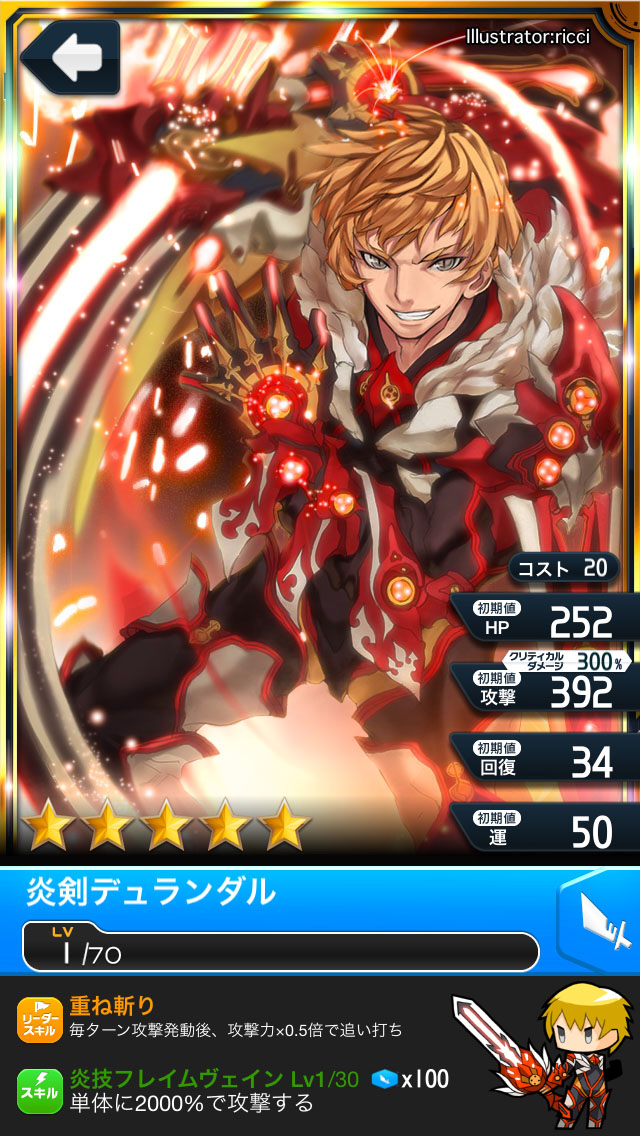 Illustrator:ricci
コスト 20
初期値
HP 252
クリティカル
ダメージ 300%
初期値
攻撃 392
初期値
回復 34
初期値
運 50
炎剣デュランダル
LV
1/70
リーダー
スキル
重ね斬り
毎ターン攻撃発動後、攻撃力×0.5倍で追い打ち
スキル
炎技フレイムヴェイン Lv1/30 x100
単体に2000%で攻撃する